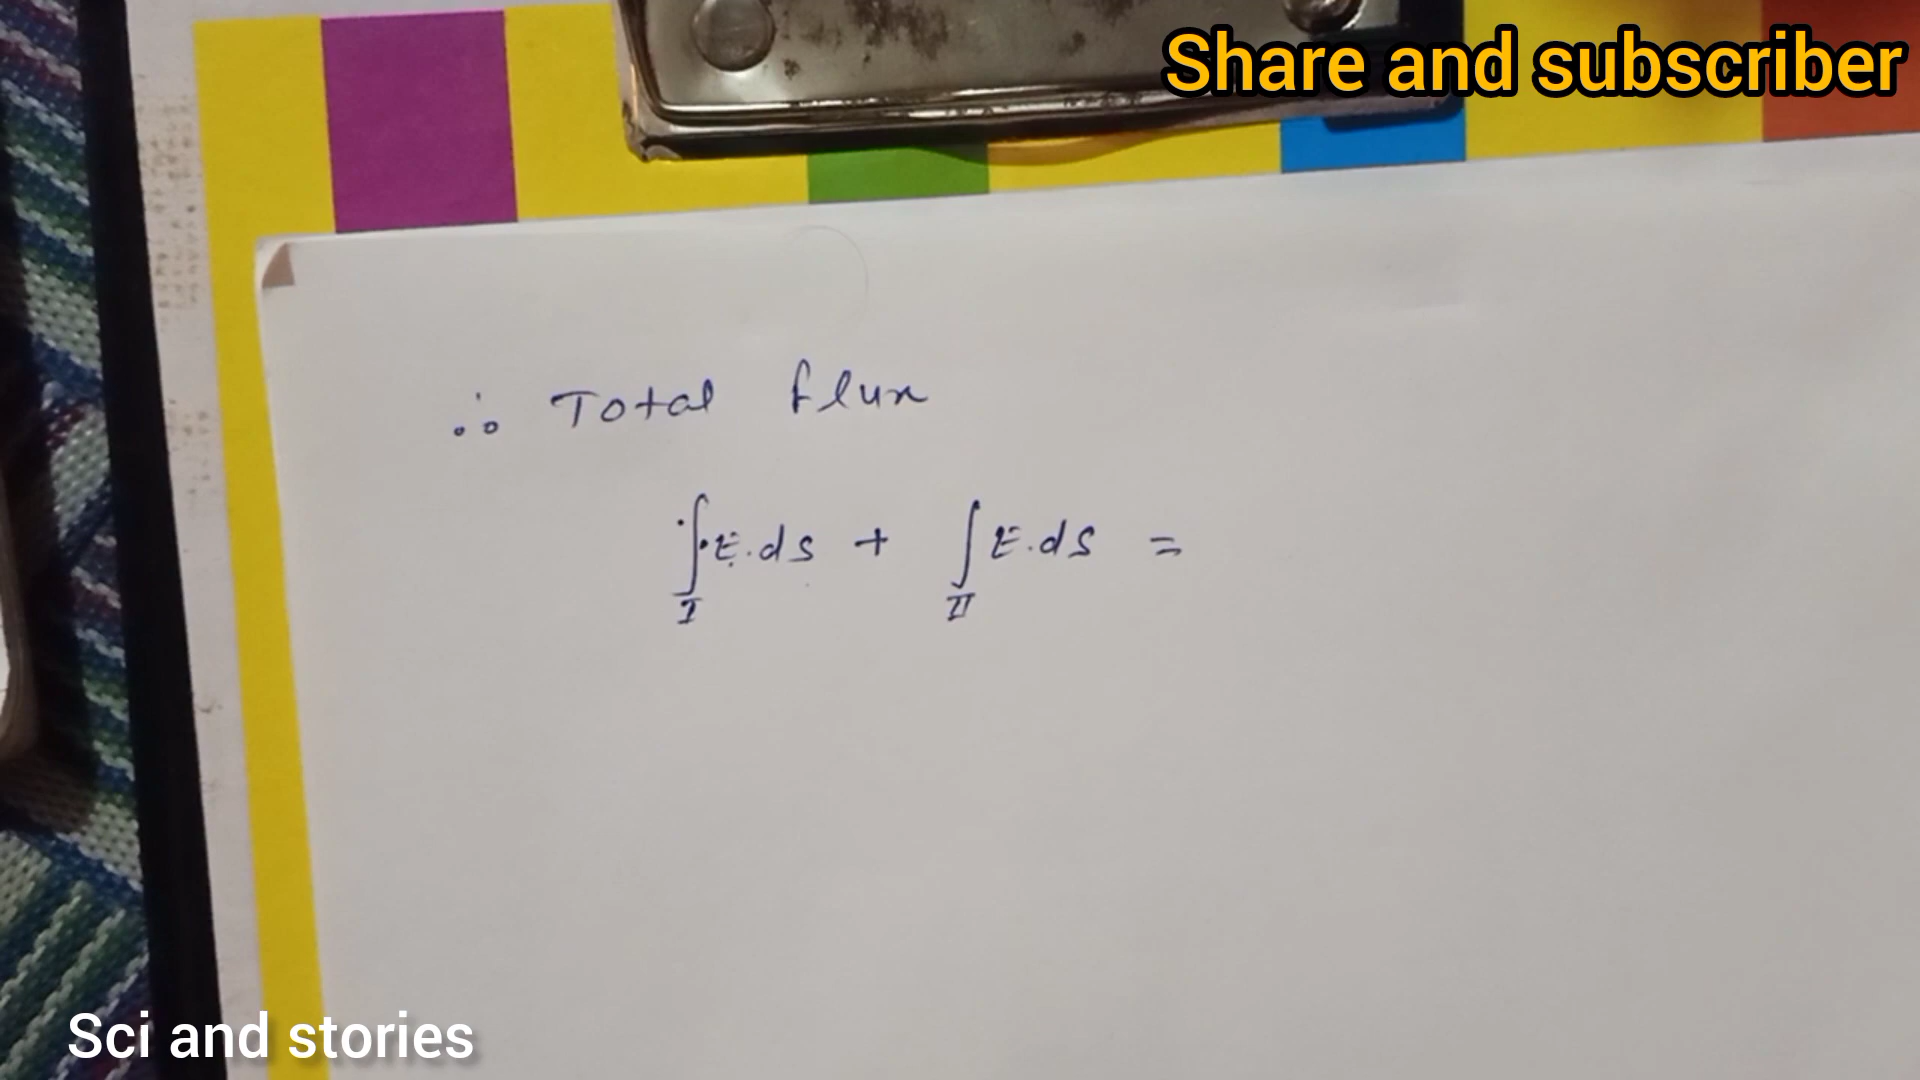 Share and subscriber
∴ Total flux
∫E.ds + ∫E.ds =
I II
Sci and stories